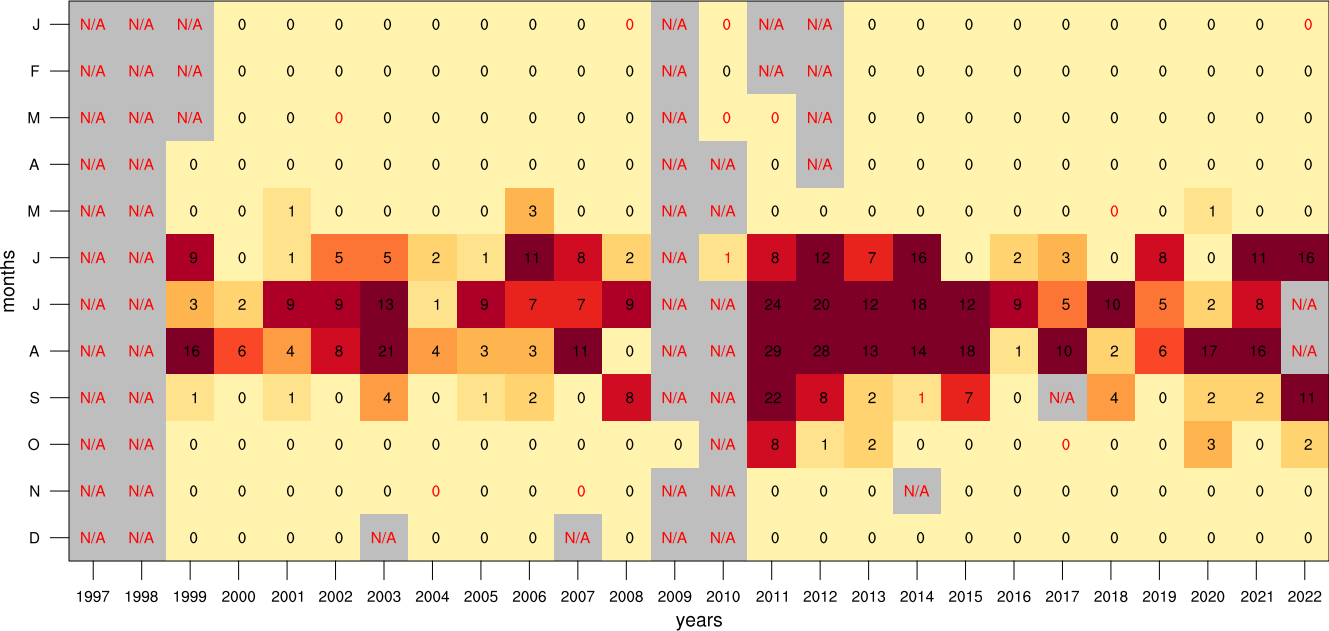 J N/A N/A N/A 0 0 0 0 0 0 0 0 0 N/A 0 N/A N/A 0 0 0 0 0 0 0 0 0 0
F N/A N/A N/A 0 0 0 0 0 0 0 0 0 N/A 0 N/A N/A 0 0 0 0 0 0 0 0 0 0
M N/A N/A N/A 0 0 0 0 0 0 0 0 0 N/A 0 0 N/A 0 0 0 0 0 0 0 0 0 0
A N/A N/A 0 0 0 0 0 0 0 0 0 0 N/A N/A 0 N/A 0 0 0 0 0 0 0 0 0 0
M N/A N/A 0 0 1 0 0 0 0 3 0 0 N/A N/A 0 0 0 0 0 0 0 0 0 1 0 0
J N/A N/A 9 0 1 5 5 2 1 11 8 2 N/A 1 8 12 7 16 0 2 3 0 8 0 11 16
J N/A N/A 3 2 9 9 13 1 9 7 7 9 N/A N/A 24 20 12 18 12 9 5 10 5 2 8 N/A
A N/A N/A 16 6 4 8 21 4 3 3 11 0 N/A N/A 29 28 13 14 18 1 10 2 6 17 16 N/A
S N/A N/A 1 0 1 0 4 0 1 2 0 8 N/A N/A 22 8 2 1 7 0 N/A 4 0 2 2 11
O N/A N/A 0 0 0 0 0 0 0 0 0 0 0 N/A 8 1 2 0 0 0 0 0 0 3 0 2
N N/A N/A 0 0 0 0 0 0 0 0 0 0 N/A N/A 0 0 0 N/A 0 0 0 0 0 0 0 0
D N/A N/A 0 0 0 0 N/A 0 0 0 N/A 0 N/A N/A 0 0 0 0 0 0 0 0 0 0 0 0
months
1997 1998 1999 2000 2001 2002 2003 2004 2005 2006 2007 2008 2009 2010 2011 2012 2013 2014 2015 2016 2017 2018 2019 2020 2021 2022
years